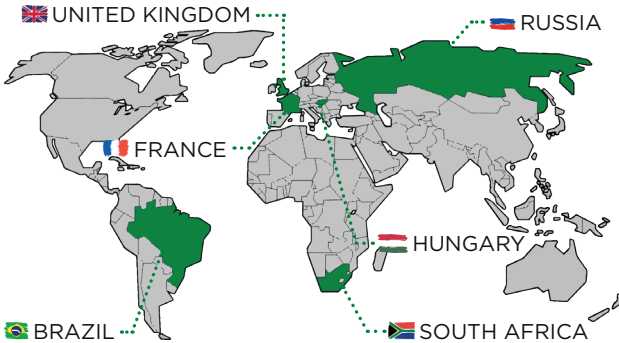 UNITED KINGDOM
RUSSIA
FRANCE
HUNGARY
BRAZIL
SOUTH AFRICA